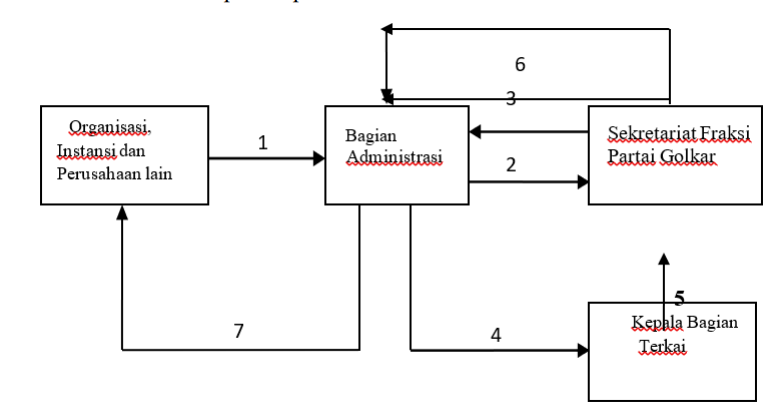 6
3
Organisasi,
Instansi dan
Perusahaan lain
1
Bagian
Administrasi
2
Sekretariat Fraksi
Partai Golkar
5
Kepala Bagian
Terkai
7
4